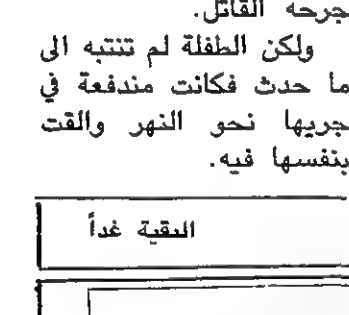 جرحه القاتل.
ولكن الطفلة لم تنتبه الى
ما حدث فكانت مندفعة في
جريها نحو النهر والقت
بنفسها فيه.
البقية غداً